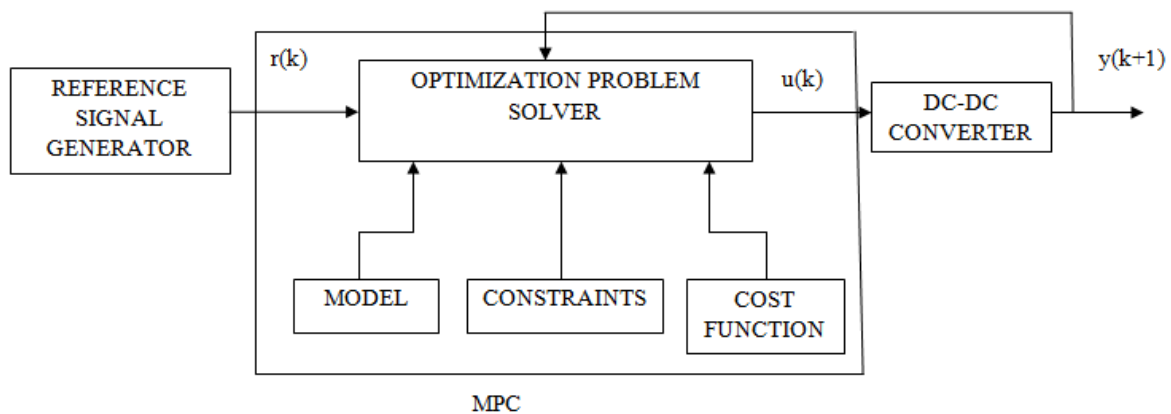 r(k)
y(k+1)
REFERENCE
SIGNAL
GENERATOR
OPTIMIZATION PROBLEM
SOLVER
u(k)
DC-DC
CONVERTER
MODEL
CONSTRAINTS
COST
FUNCTION
MPC